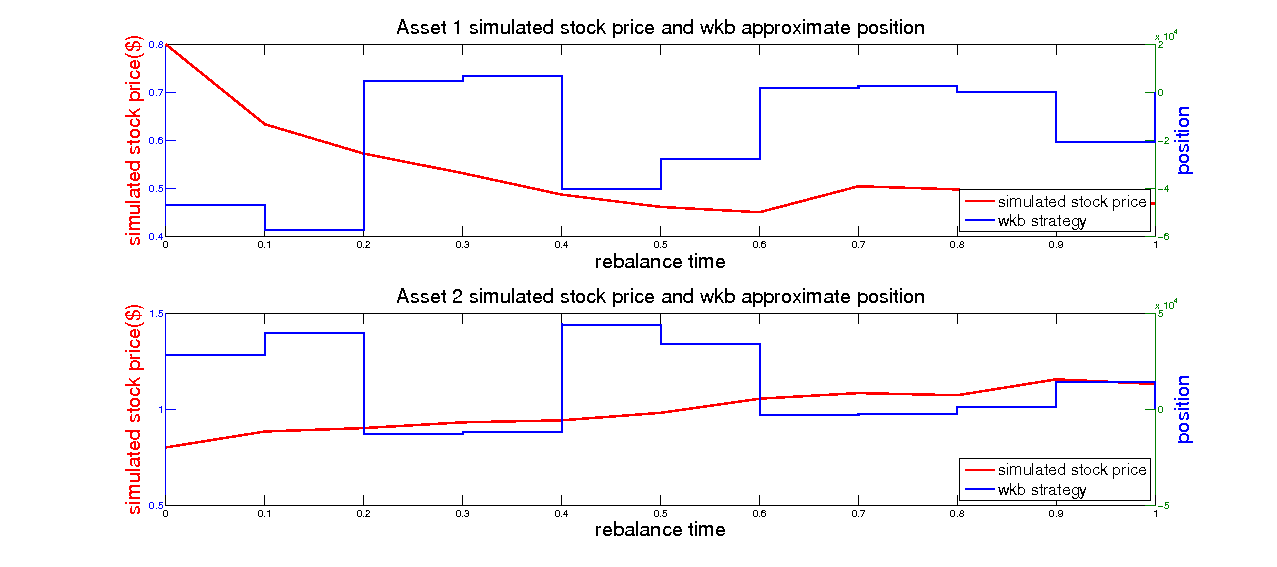 Asset 1 simulated stock price and wkb approximate position
x 10^4
simulated stock price($)
0.8
0.7
0.6
0.5
0.4
2
0
-2
-4
-6
position
simulated stock price
wkb strategy
0 0.1 0.2 0.3 0.4 0.5 0.6 0.7 0.8 0.9 1
rebalance time
Asset 2 simulated stock price and wkb approximate position
x 10^4
simulated stock price($)
1.5
1
0.5
5
0
-5
position
simulated stock price
wkb strategy
0 0.1 0.2 0.3 0.4 0.5 0.6 0.7 0.8 0.9 1
rebalance time